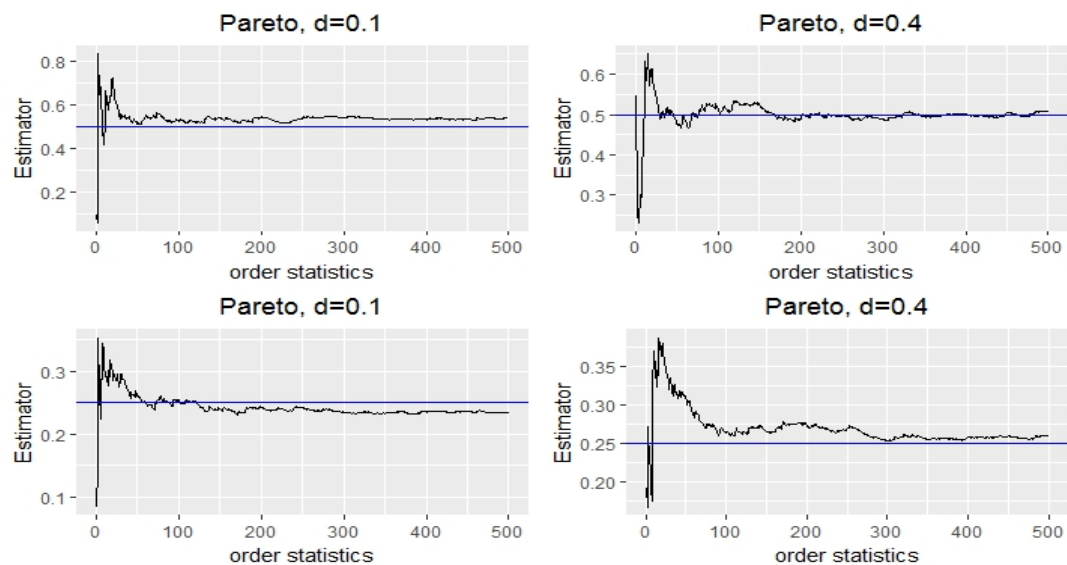 Pareto, d=0.1
Estimator
0.8
0.6
0.4
0.2
0 100 200 300 400 500
order statistics
Pareto, d=0.4
Estimator
0.6
0.5
0.4
0.3
0 100 200 300 400 500
order statistics
Pareto, d=0.1
Estimator
0.3
0.2
0.1
0 100 200 300 400 500
order statistics
Pareto, d=0.4
Estimator
0.35
0.30
0.25
0.20
0 100 200 300 400 500
order statistics